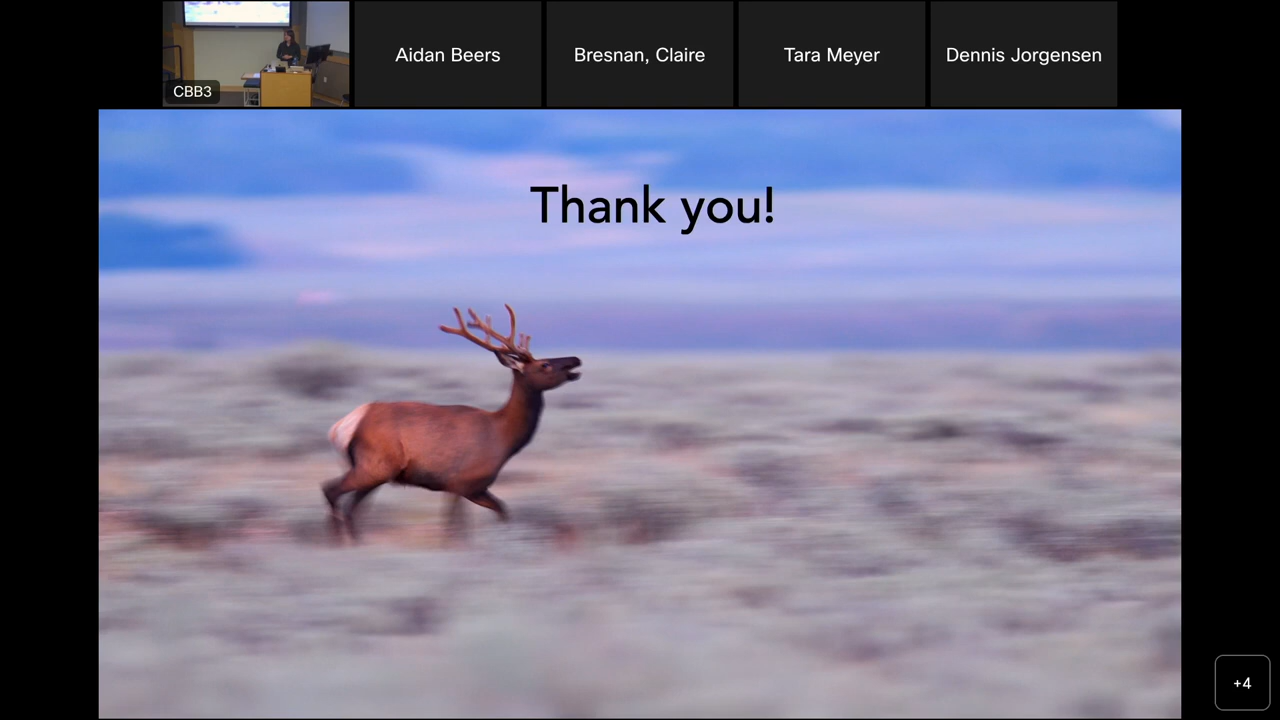 CBB3
Aidan Beers
Bresnan, Claire
Tara Meyer
Dennis Jorgensen
Thank you!
+4